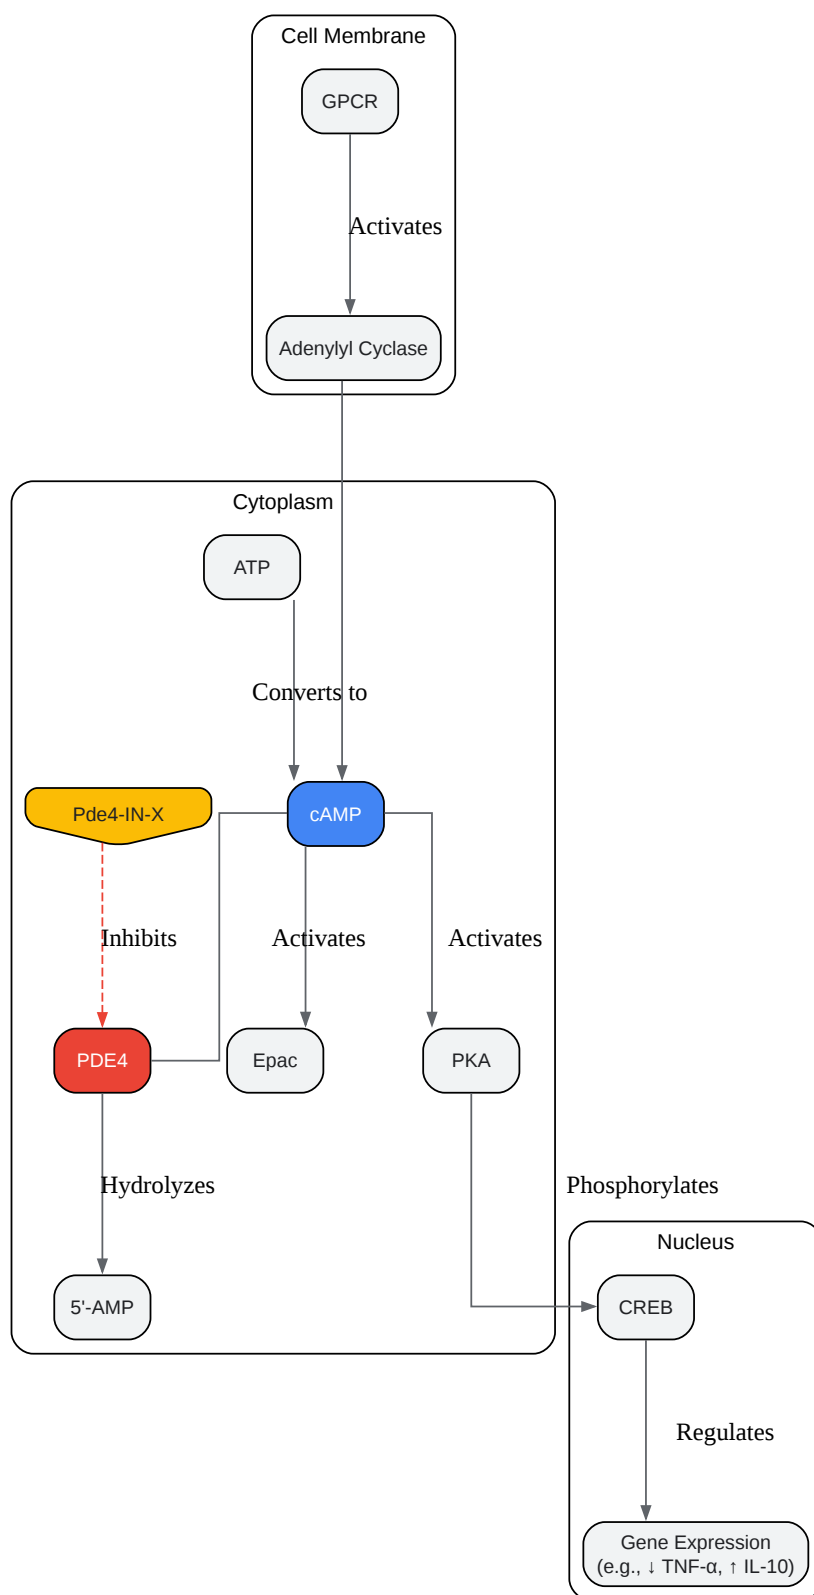 Cell Membrane
GPCR
Activates
Adenylyl Cyclase
Cytoplasm
ATP
Converts to
Pde4-IN-X
cAMP
Inhibits
Activates
Activates
PDE4
Epac
PKA
Hydrolyzes
Phosphorylates
Nucleus
5'-AMP
CREB
Regulates
Gene Expression
(e.g., ↓ TNF-α, ↑ IL-10)